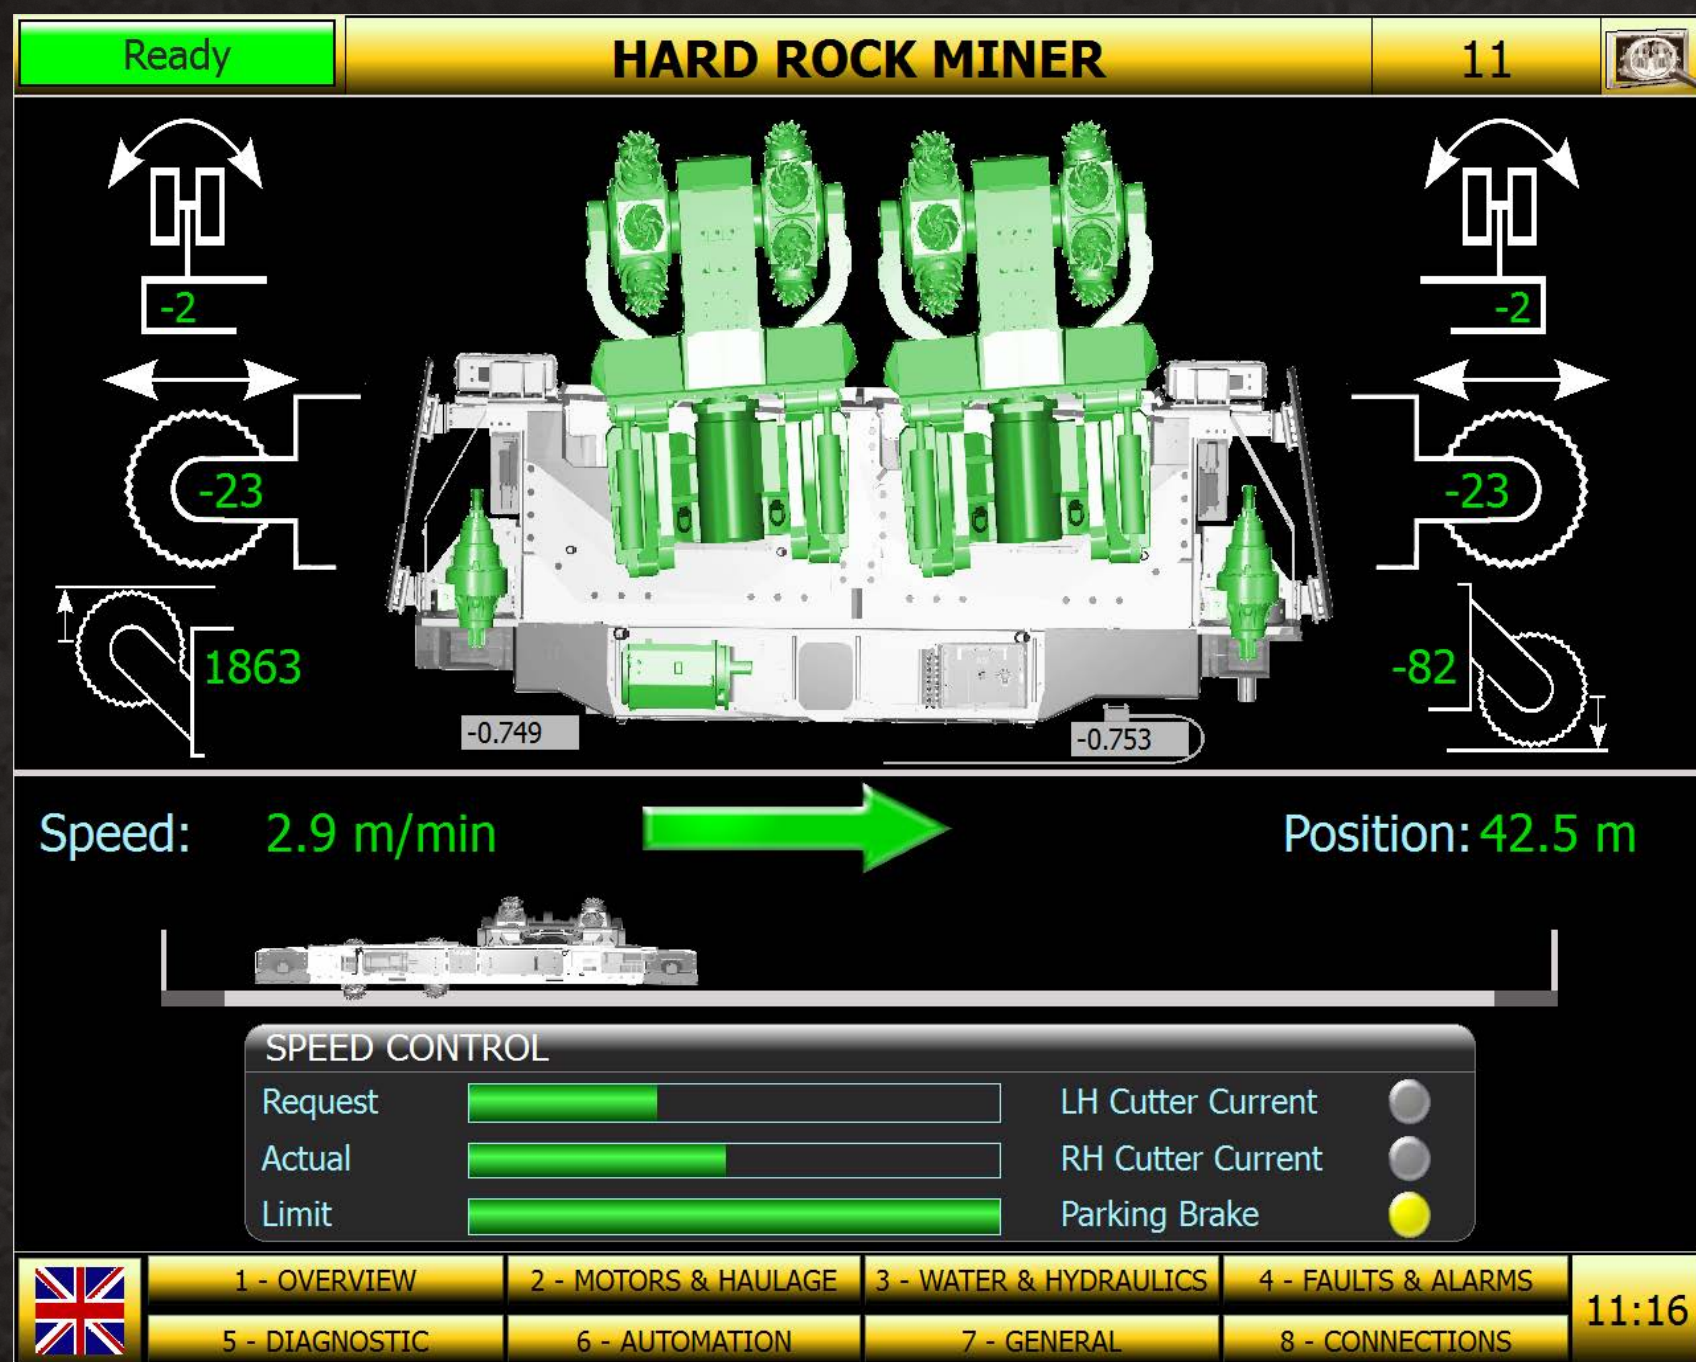 Ready
HARD ROCK MINER
11
-2
-2
-23
-23
1863
-82
-0.749
-0.753
Speed: 2.9 m/min
Position: 42.5 m
SPEED CONTROL
Request
LH Cutter Current
Actual
RH Cutter Current
Limit
Parking Brake
1 - OVERVIEW
2 - MOTORS & HAULAGE
3 - WATER & HYDRAULICS
4 - FAULTS & ALARMS
11:16
5 - DIAGNOSTIC
6 - AUTOMATION
7 - GENERAL
8 - CONNECTIONS